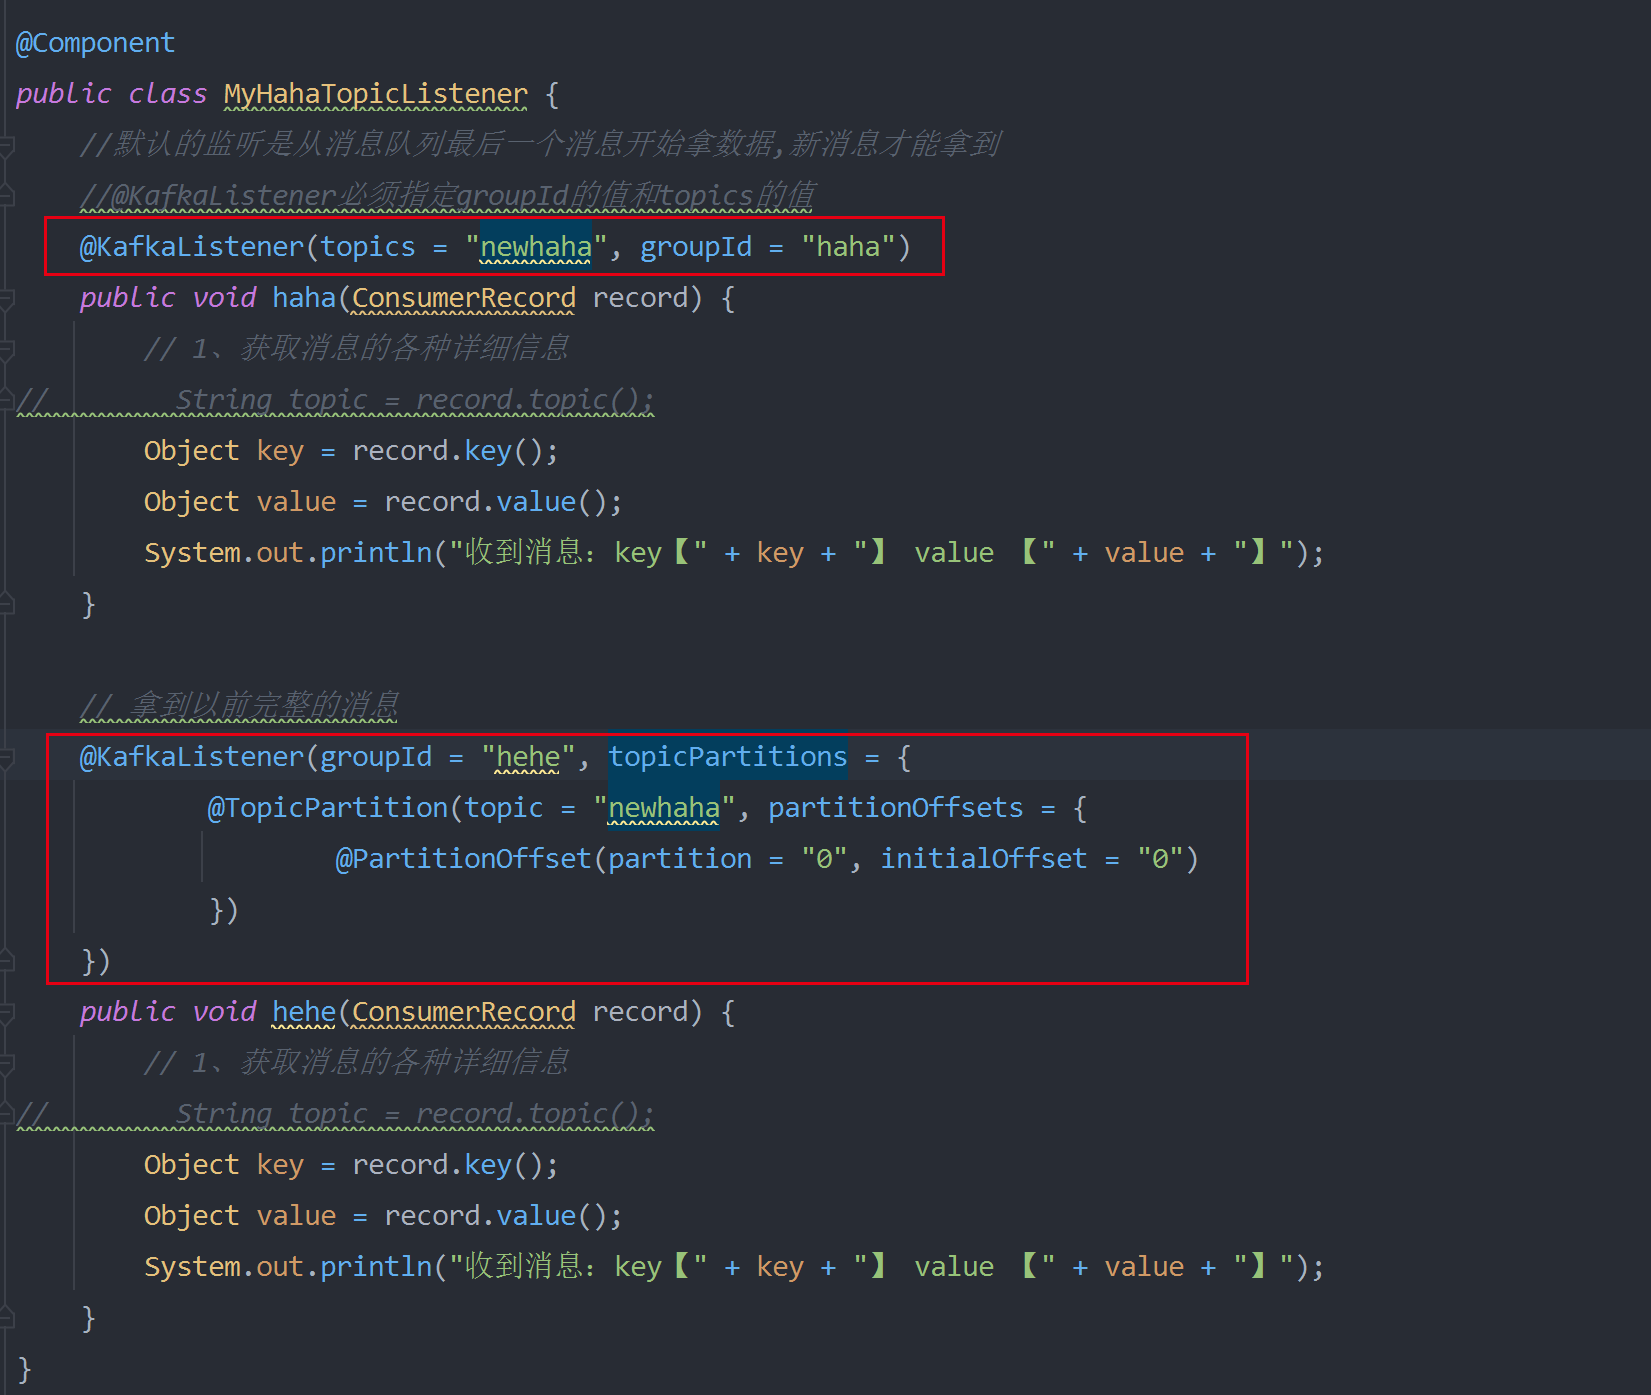 @Component
public class MyHahaTopicListener {
//默认的监听是从消息队列最后一个消息开始拿数据,新消息才能拿到
//@KafkaListener必须指定groupId的值和topics的值
@KafkaListener(topics = "newhaha", groupId = "haha")
public void haha(ConsumerRecord record) {
// 1、获取消息的各种详细信息
// String topic = record.topic();
Object key = record.key();
Object value = record.value();
System.out.println("收到消息: key【" + key + "】 value 【" + value + "】");
}
// 拿到以前完整的消息
@KafkaListener(groupId = "hehe", topicPartitions = {
@TopicPartition(topic = "newhaha", partitionOffsets = {
@PartitionOffset(partition = "0", initialOffset = "0")
})
})
public void hehe(ConsumerRecord record) {
// 1、获取消息的各种详细信息
// String topic = record.topic();
Object key = record.key();
Object value = record.value();
System.out.println("收到消息: key【" + key + "】 value 【" + value + "】");
}
}